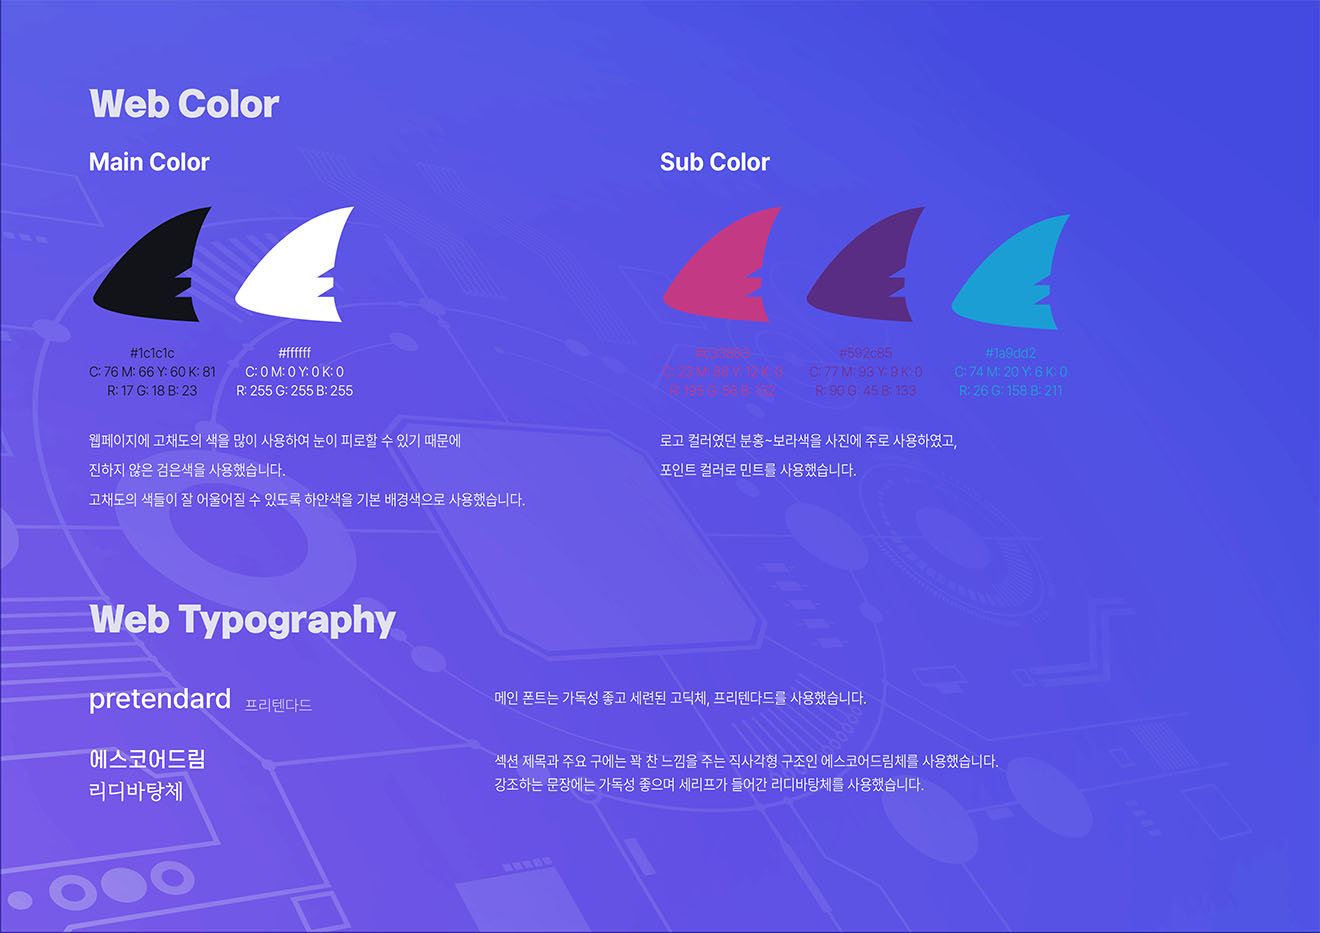 Web Color
Main Color
#1c1c1c
C: 76 M: 66 Y: 60 K: 81
R: 17 G: 18 B: 23
#ffffff
C: 0 M: 0 Y: 0 K: 0
R: 255 G: 255 B: 255
웹페이지에 고채도의 색을 많이 사용하여 눈이 피로할 수 있기 때문에
진하지 않은 검은색을 사용했습니다.
고채도의 색들이 잘 어울어질 수 있도록 하얀색을 기본 배경색으로 사용했습니다.
Sub Color
#c33883
C: 23 M: 88 Y: 12 K: 0
R: 195 G: 56 B: 132
#592c85
C: 77 M: 93 Y: 9 K: 0
R: 90 G: 45 B: 133
#1a9dd2
C: 74 M: 20 Y: 6 K: 0
R: 26 G: 158 B: 211
로고 컬러였던 분홍~보라색을 사진에 주로 사용하였고,
포인트 컬러로 민트를 사용했습니다.
Web Typography
pretendard 프리텐다드
메인 폰트는 가독성 좋고 세련된 고딕체, 프리텐다드를 사용했습니다.
에스코어드림
리디바탕체
섹션 제목과 주요 구에는 꽉 찬 느낌을 주는 직사각형 구조인 에스코어드림체를 사용했습니다.
강조하는 문장에는 가독성 좋으며 세리프가 들어간 리디바탕체를 사용했습니다.